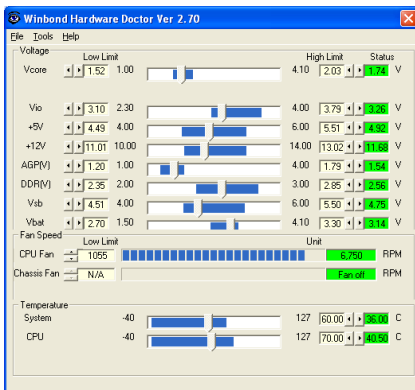 Winbond Hardware Doctor Ver 2.70
File Tools Help
Voltage
Low Limit High Limit Status
Vcore 1.52 1.00 4.10 2.03 1.74 V
Vio 3.10 2.30 4.00 3.79 3.26 V
+5V 4.49 4.00 6.00 5.51 4.92 V
+12V 11.01 10.00 14.00 13.02 11.68 V
AGP(V) 1.20 1.00 4.00 1.79 1.54 V
DDR(V) 2.35 2.00 3.00 2.85 2.56 V
Vsb 4.51 4.00 6.00 5.50 4.75 V
Vbat 2.70 1.50 4.10 3.30 3.14 V
Fan Speed
Low Limit Unit
CPU Fan 1055 6,750 RPM
Chassis Fan N/A Fan off RPM
Temperature
System -40 127 60.00 36.00 C
CPU -40 127 70.00 40.50 C